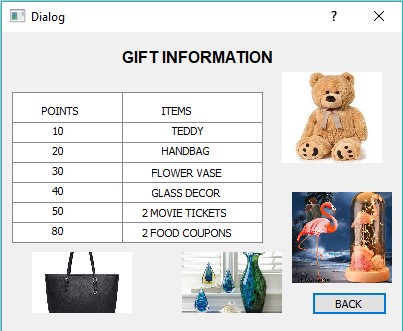 Dialog
?
GIFT INFORMATION
POINTS ITEMS
10 TEDDY
20 HANDBAG
30 FLOWER VASE
40 GLASS DECOR
50 2 MOVIE TICKETS
80 2 FOOD COUPONS
BACK